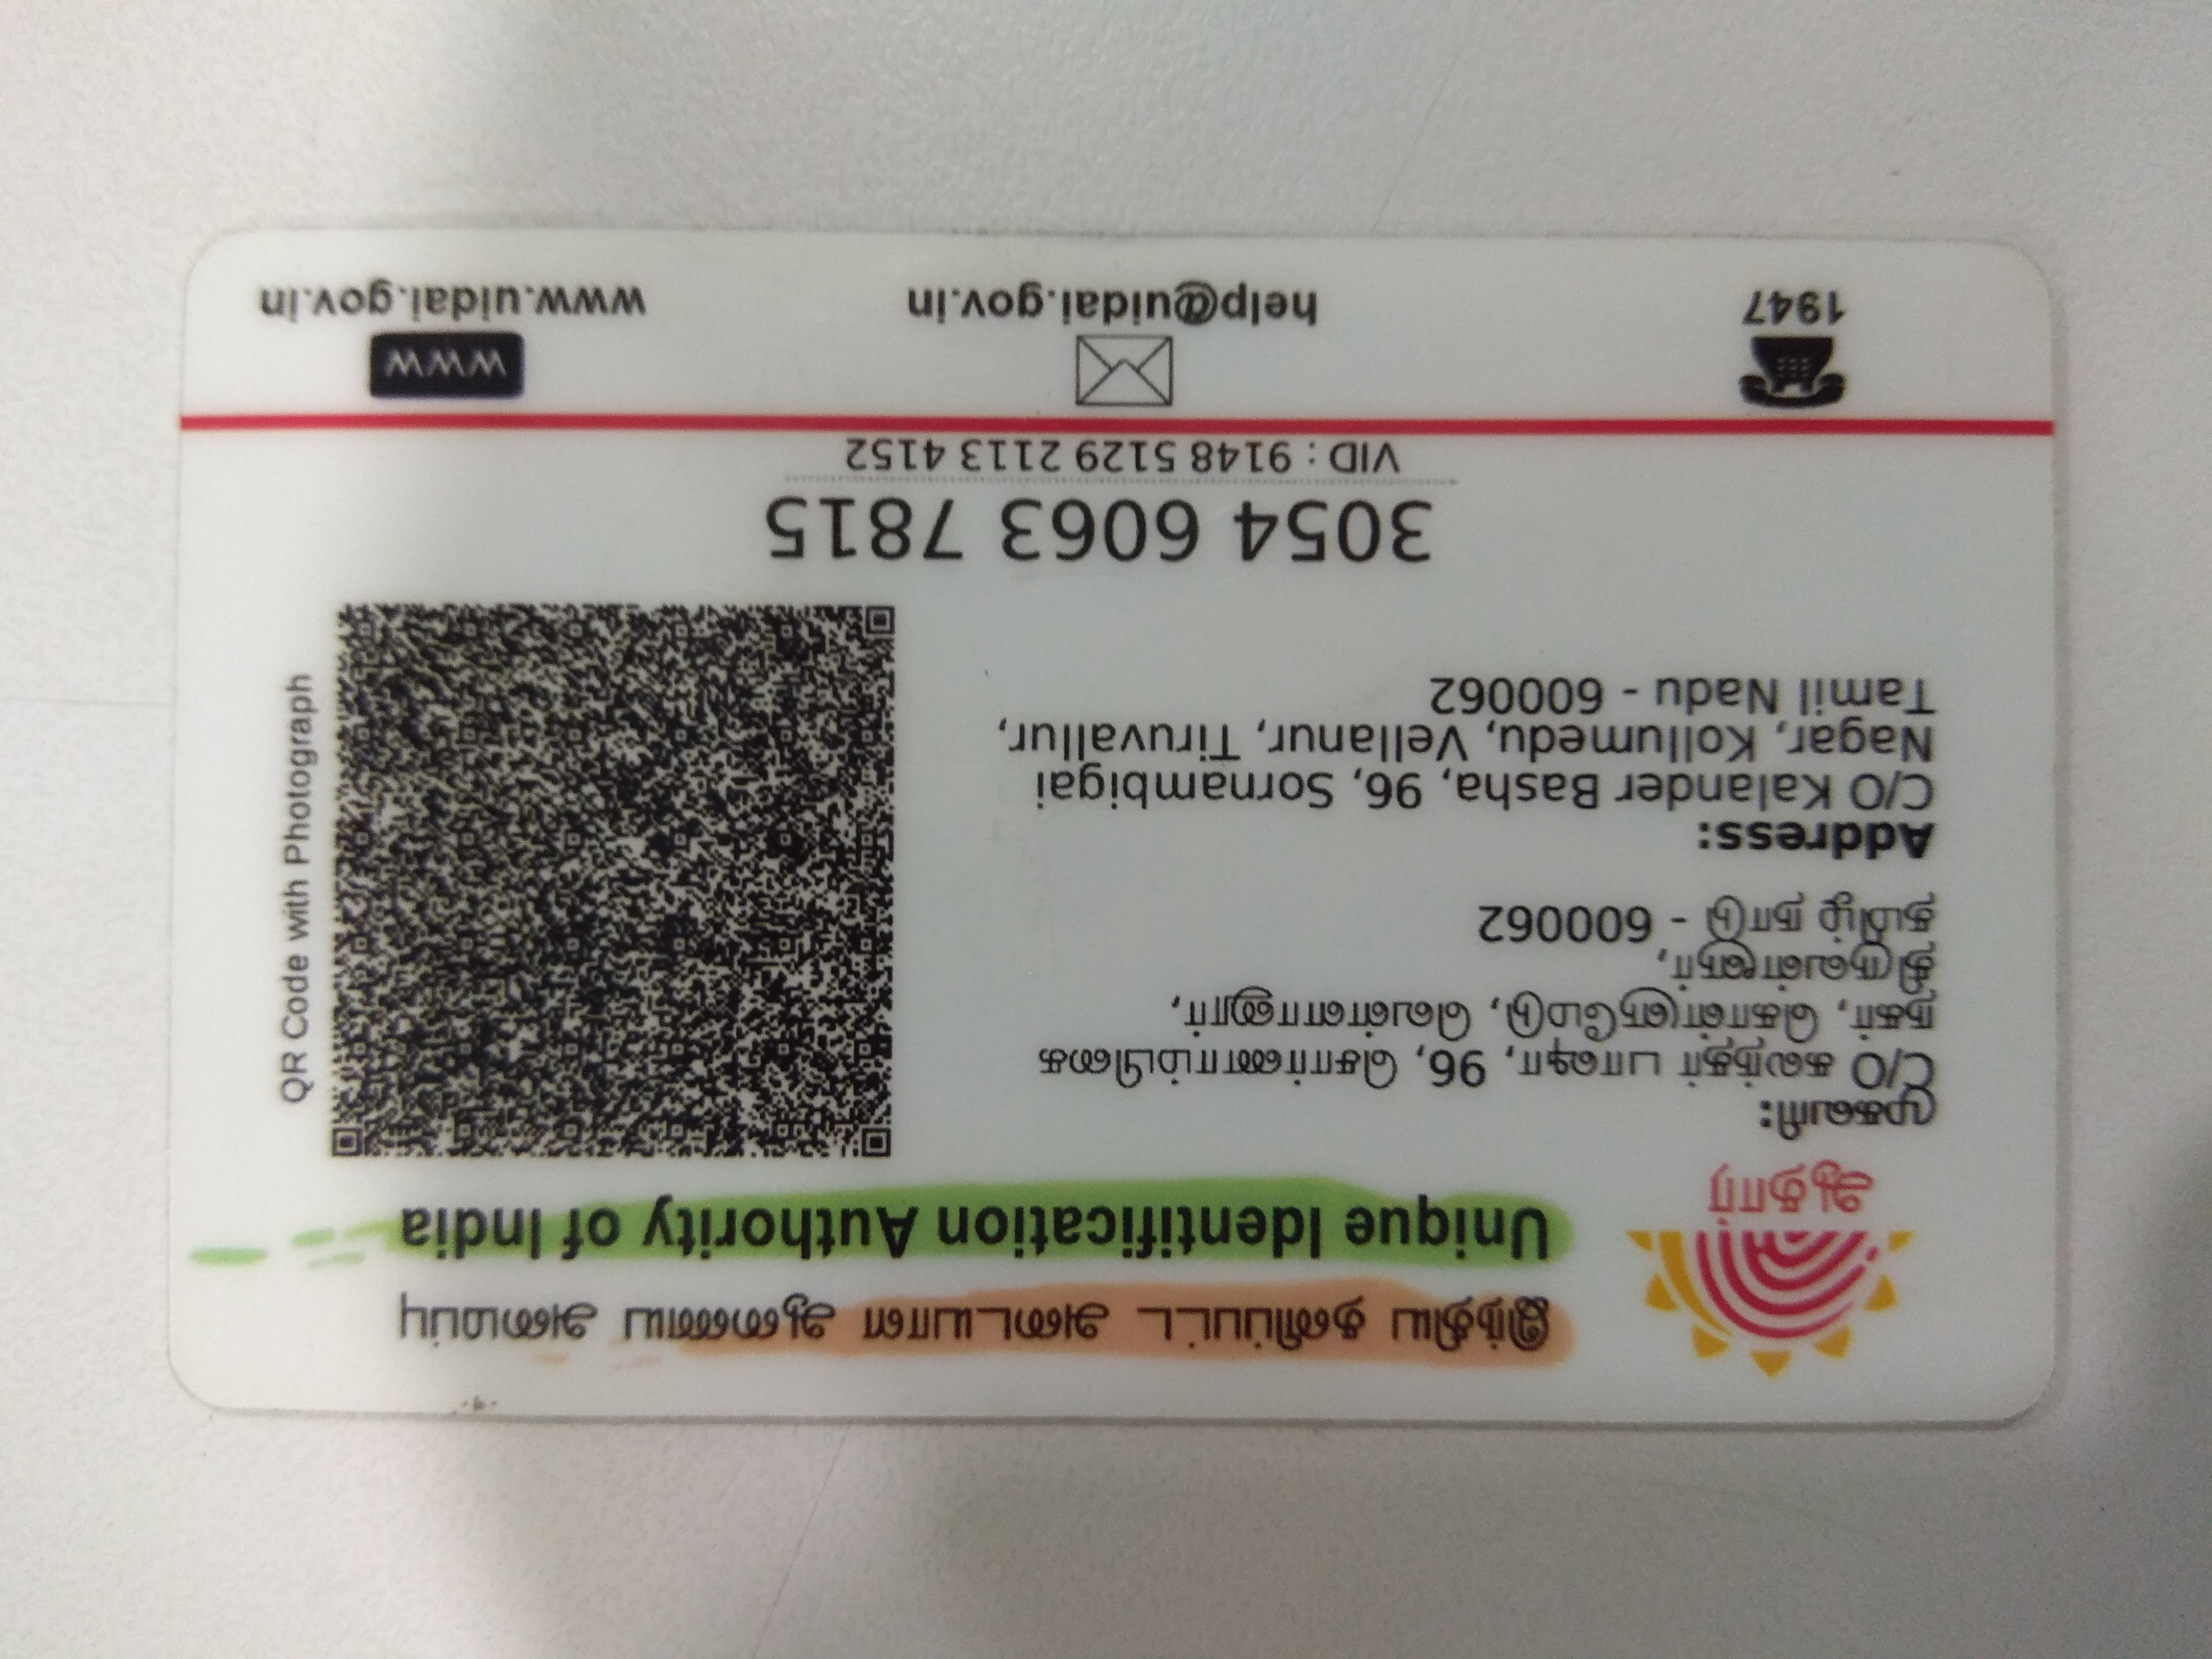 இந்திய தனிப்பட்ட அடையாள ஆணைய அமைப்பு
Unique Identification Authority of India
ஆதார்
முகவரி:
C/O கலந்தர் பாஷா, 96, சொர்ணாம்பிகை
நகர், கொள்ளுமேடு, வெள்ளானூர்,
திருவள்ளூர்,
தமிழ் நாடு - 600062
Address:
C/O Kalander Basha, 96, Sornambigai
Nagar, Kollumedu, Vellanur, Tiruvallur,
Tamil Nadu - 600062
QR Code with Photograph
3054 6063 7815
VID : 9148 5129 2113 4152
1947
help@uidai.gov.in
WWW
www.uidai.gov.in